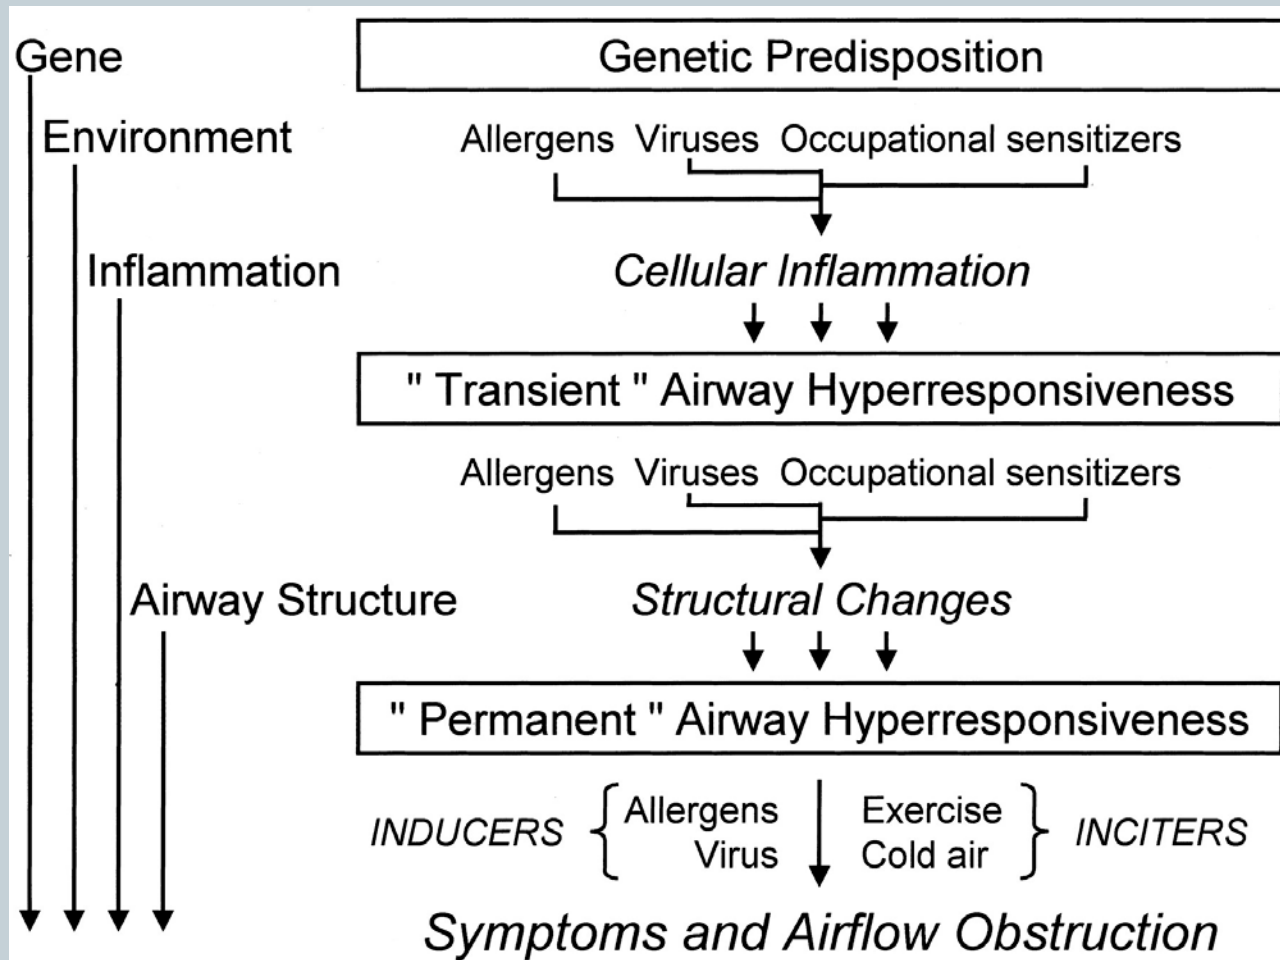 Gene
Genetic Predisposition
Environment
Allergens Viruses Occupational sensitizers
Inflammation
Cellular Inflammation
" Transient " Airway Hyperresponsiveness
Allergens Viruses Occupational sensitizers
Airway Structure
Structural Changes
" Permanent " Airway Hyperresponsiveness
INDUCERS
Allergens
Virus
Exercise
Cold air
INCITERS
Symptoms and Airflow Obstruction